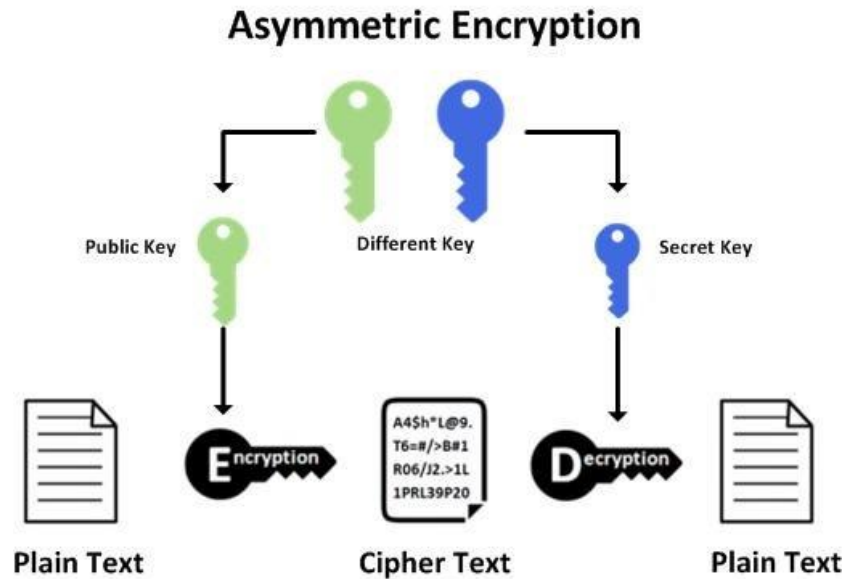 Asymmetric Encryption
Public Key
Different Key
Secret Key
Encryption
A4$h*L@9.
T6=#/>B#1
R06/J2.>1L
1PRL39P20
Decryption
Plain Text
Cipher Text
Plain Text